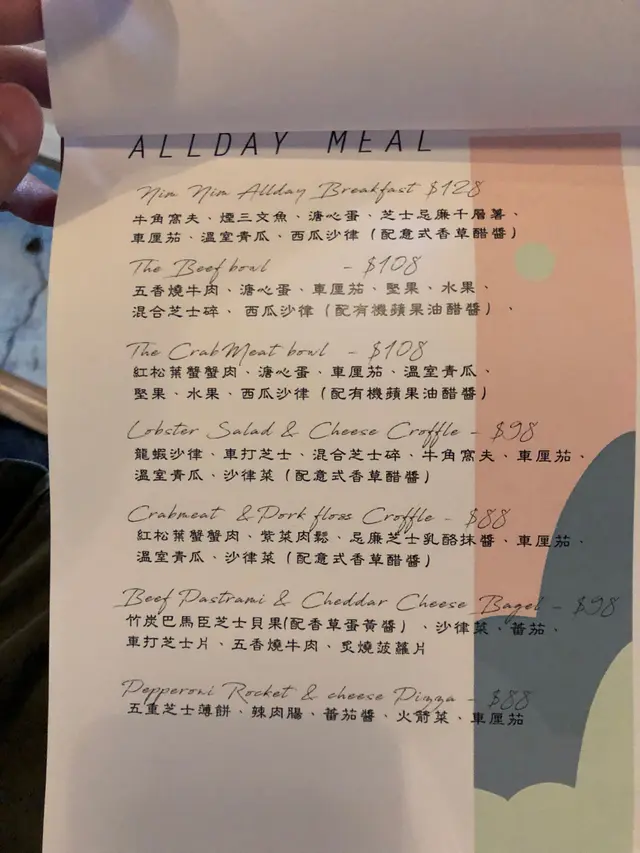 ALLDAY MEAL
Nim Nim Allday Breakfast $128
牛角窩夫、煙三文魚、溏心蛋、芝士忌廉千層薯、
車厘茄、溫室青瓜、西瓜沙律（配意式香草醋醬）
The Beef bowl - $108
五香燒牛肉、溏心蛋、車厘茄、堅果、水果、
混合芝士碎、西瓜沙律（配有機蘋果油醋醬）、
The CrabMeat bowl - $108
紅松葉蟹蟹肉、溏心蛋、車厘茄、溫室青瓜、
堅果、水果、西瓜沙律（配有機蘋果油醋醬）
Lobster Salad & Cheese Croffle - $98
龍蝦沙律、車打芝士、混合芝士碎、牛角窩夫、車厘茄、
溫室青瓜、沙律菜（配意式香草醋醬）
Crabmeat & Pork floss Croffle - $88
紅松葉蟹蟹肉、紫菜肉鬆、忌廉芝士乳酪抹醬、車厘茄、
溫室青瓜、沙律菜（配意式香草醋醬）
Beef Pastrami & Cheddar Cheese Bagel - $98
竹炭巴馬臣芝士貝果(配香草蛋黃醬）、沙律菜、蕃茄、
車打芝士片、五香燒牛肉、炙燒菠蘿片
Pepperoni Rocket & cheese Pizza - $88
五重芝士薄餅、辣肉腸、蕃茄醬、火箭菜、車厘茄